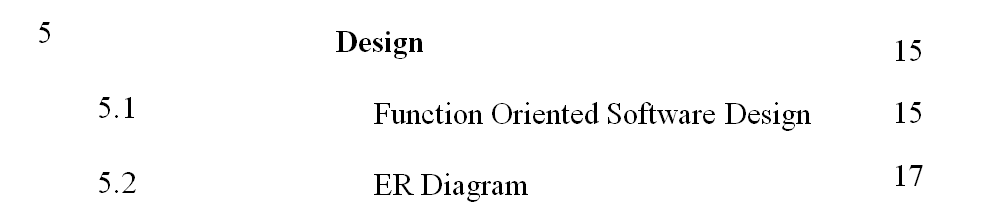 5 Design 15
5.1 Function Oriented Software Design 15
5.2 ER Diagram 17